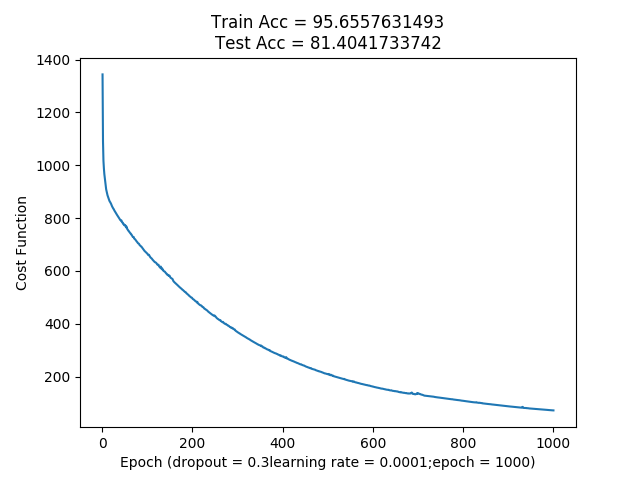 Train Acc = 95.6557631493
Test Acc = 81.4041733742
1400
1200
1000
800
600
400
200
Cost Function
0 200 400 600 800 1000
Epoch (dropout = 0.3learning rate = 0.0001;epoch = 1000)